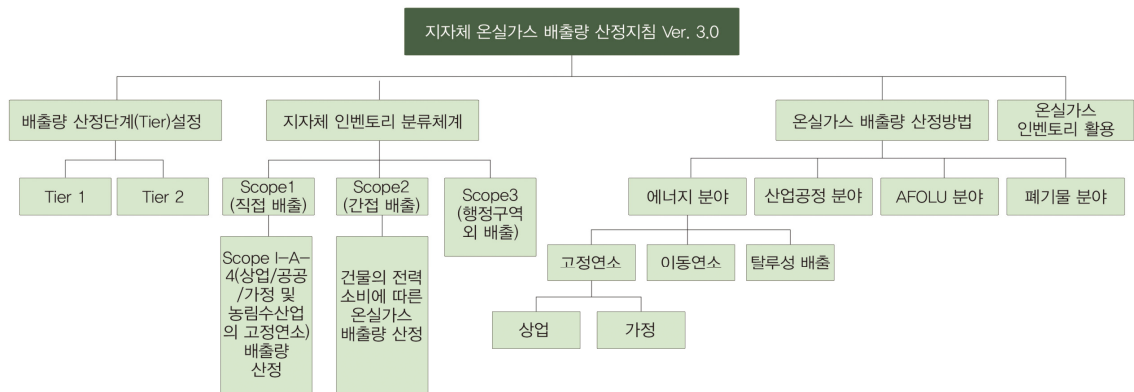 지자체 온실가스 배출량 산정지침 Ver. 3.0
배출량 산정단계(Tier)설정
지자체 인벤토리 분류체계
온실가스 배출량 산정방법
온실가스
인벤토리 활용
Tier 1
Tier 2
Scope1
(직접 배출)
Scope2
(간접 배출)
Scope3
(행정구역
외 배출)
에너지 분야
산업공정 분야
AFOLU 분야
폐기물 분야
Scope I-A-
4(상업/공공
/가정 및
농림수산업
의 고정연소)
배출량
산정
건물의 전력
소비에 따른
온실가스
배출량 산정
고정연소
이동연소
탈루성 배출
상업
가정